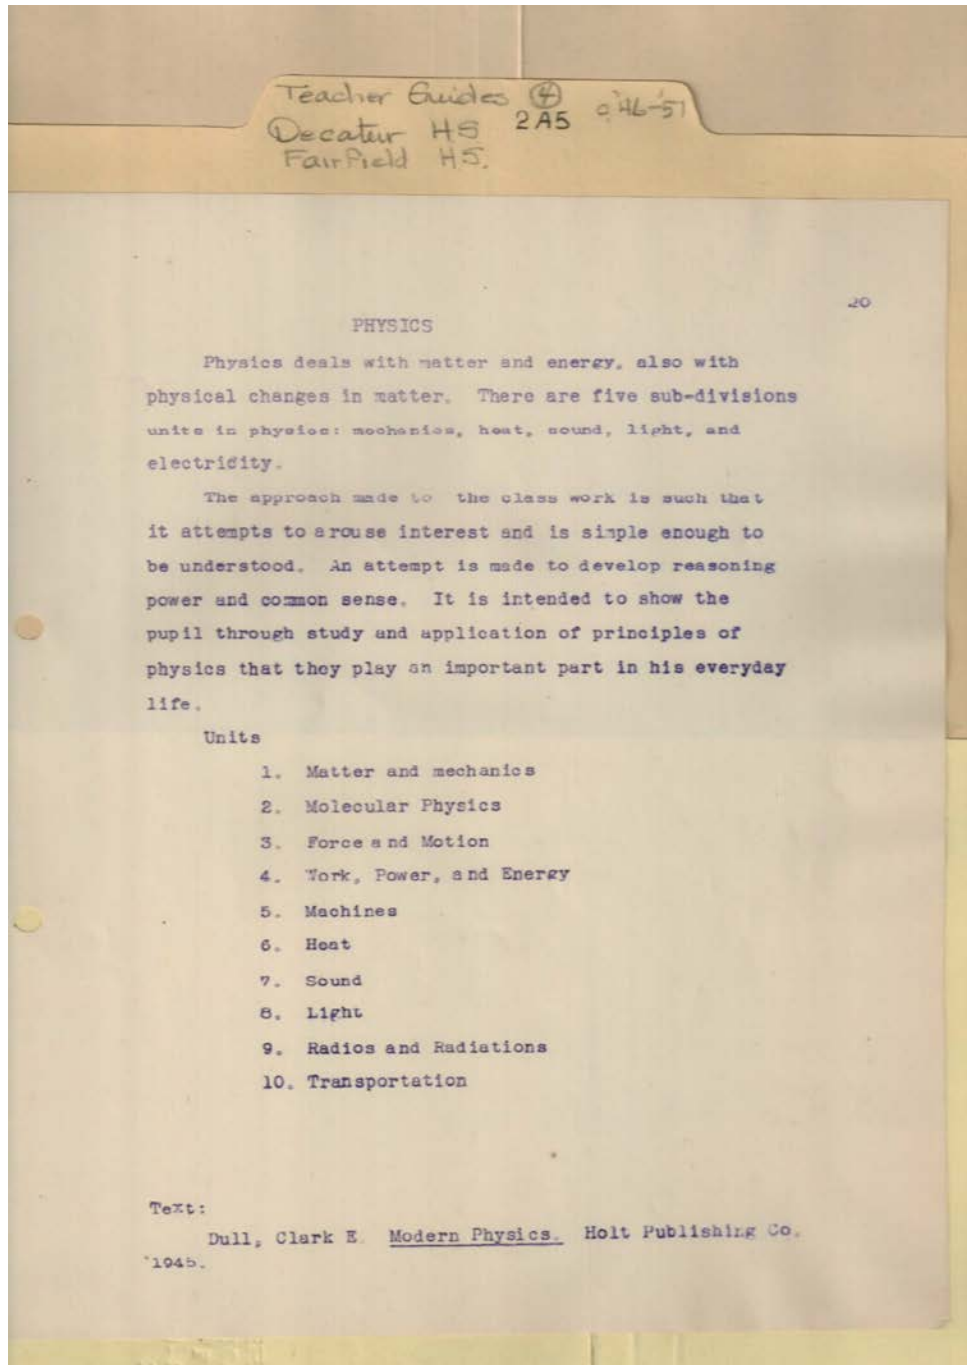 Teacher Guides ④
2A5
c.'46-'51
Decatur HS
Fairfield HS.
20
PHYSICS
Physics deals with matter and energy, also with
physical changes in matter. There are five sub-divisions
units in physics: mechanics, heat, sound, light, and
electricity.
The approach made to the class work is such that
it attempts to arouse interest and is simple enough to
be understood. An attempt is made to develop reasoning
power and common sense. It is intended to show the
pupil through study and application of principles of
physics that they play an important part in his everyday
life.
Units
1. Matter and mechanics
2. Molecular Physics
3. Force and Motion
4. Work, Power, and Energy
5. Machines
6. Heat
7. Sound
8. Light
9. Radios and Radiations
10. Transportation
Text:
Dull, Clark E. Modern Physics. Holt Publishing Co.
1945.